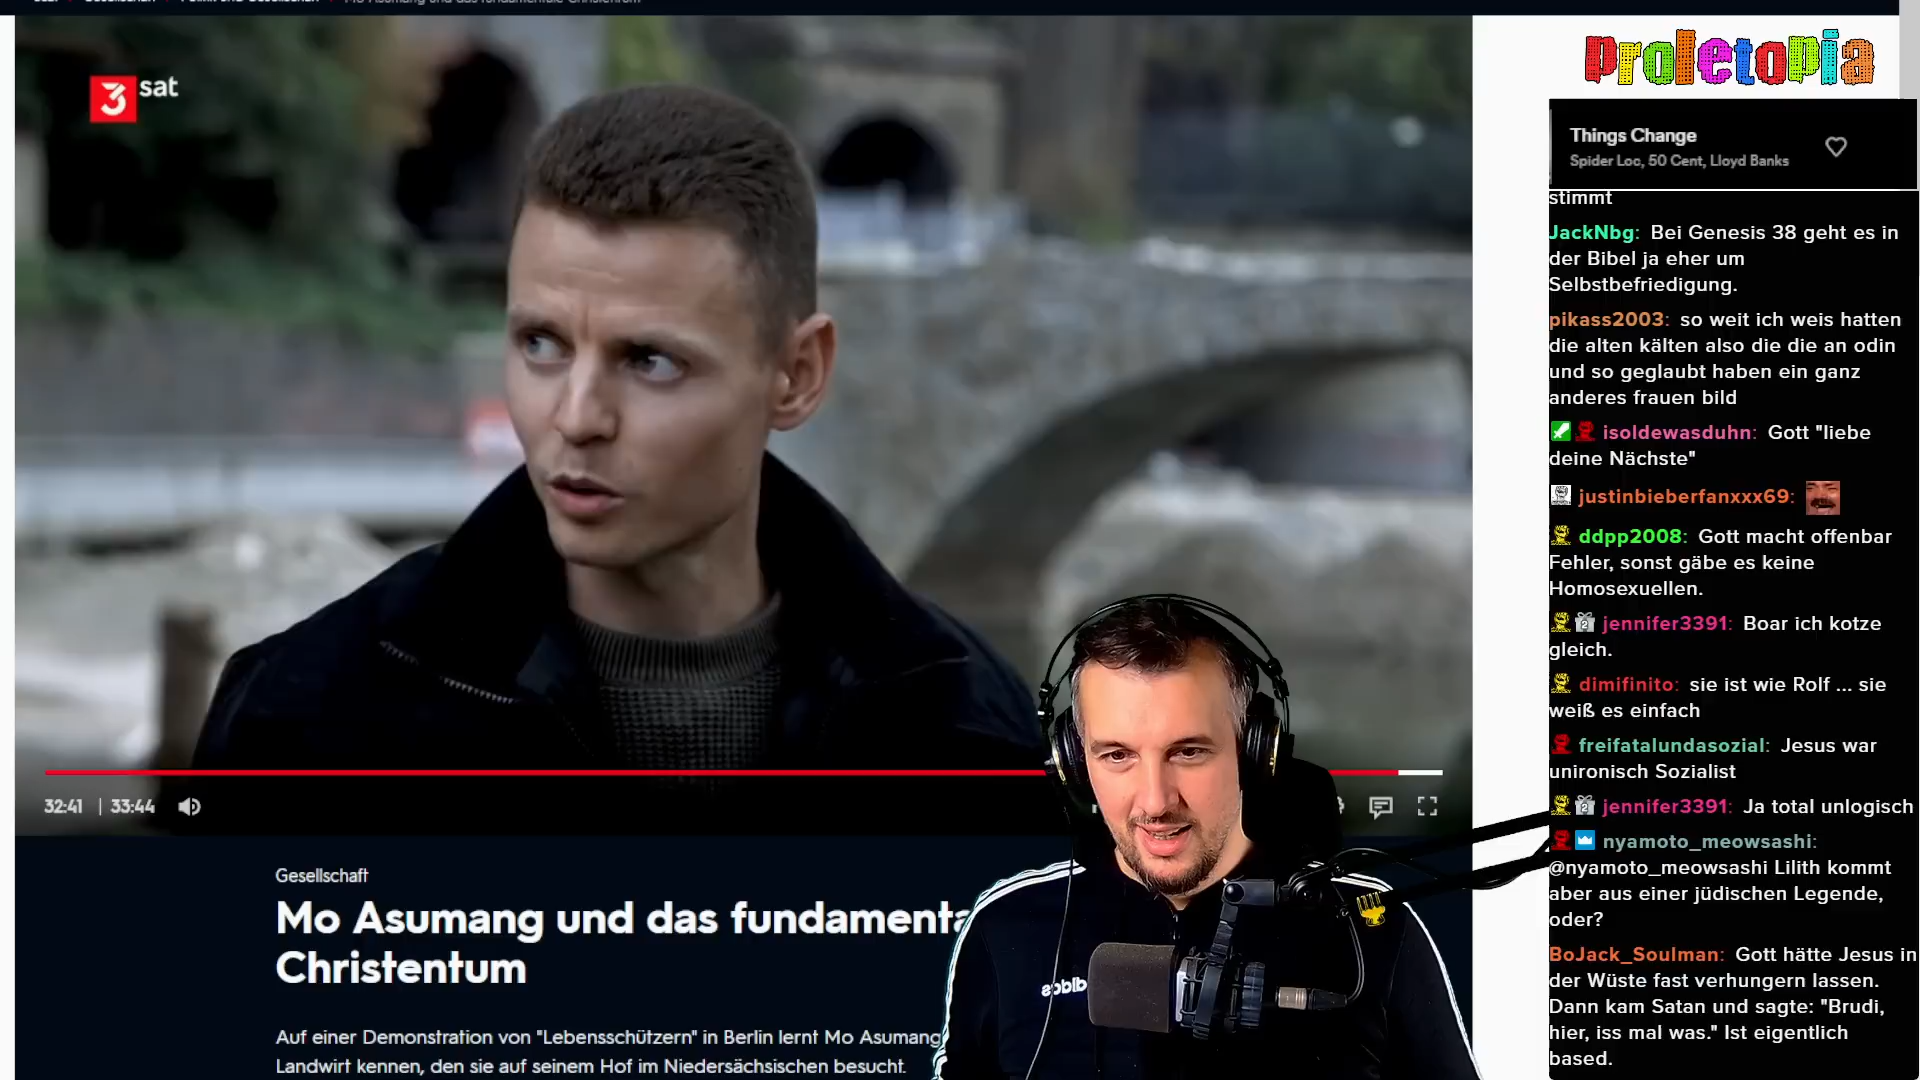 Mo Asumang und das fundamentale Christentum
3sat
Proletopia
Things Change
Spider Loc, 50 Cent, Lloyd Banks
stimmt
JackNbg: Bei Genesis 38 geht es in
der Bibel ja eher um
Selbstbefriedigung.
pikass2003: so weit ich weis hatten
die alten kälten also die die an odin
und so geglaubt haben ein ganz
anderes frauen bild
isoldewasduhn: Gott "liebe
deine Nächste"
justinbieberfanxxx69:
ddpp2008: Gott macht offenbar
Fehler, sonst gäbe es keine
Homosexuellen.
jennifer3391: Boar ich kotze
gleich.
dimifinito: sie ist wie Rolf ... sie
weiß es einfach
freifatalundasozial: Jesus war
unironisch Sozialist
jennifer3391: Ja total unlogisch
nyamoto_meowsashi:
@nyamoto_meowsashi Lilith kommt
aber aus einer jüdischen Legende,
oder?
BoJack_Soulman: Gott hätte Jesus in
der Wüste fast verhungern lassen.
Dann kam Satan und sagte: "Brudi,
hier, iss mal was." Ist eigentlich
based.
32:41 | 33:44
Gesellschaft
Mo Asumang und das fundamenta
Christentum
Auf einer Demonstration von "Lebensschützern" in Berlin lernt Mo Asumang
Landwirt kennen, den sie auf seinem Hof im Niedersächsischen besucht.